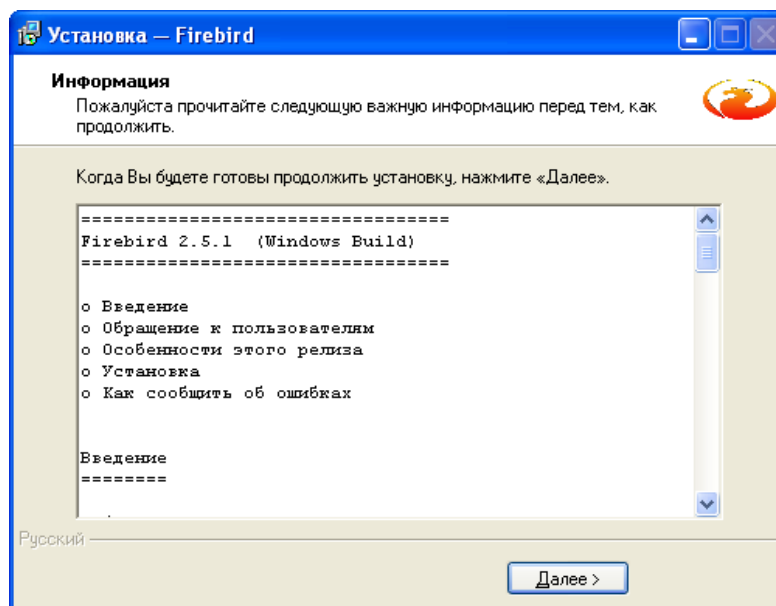 Установка — Firebird
Информация
Пожалуйста прочитайте следующую важную информацию перед тем, как
продолжить.
Когда Вы будете готовы продолжить установку, нажмите «Далее».
==================================
Firebird 2.5.1  (Windows Build)
==================================
o Введение
o Обращение к пользователям
o Особенности этого релиза
o Установка
o Как сообщить об ошибках
Введение
========
Русский
Далее >